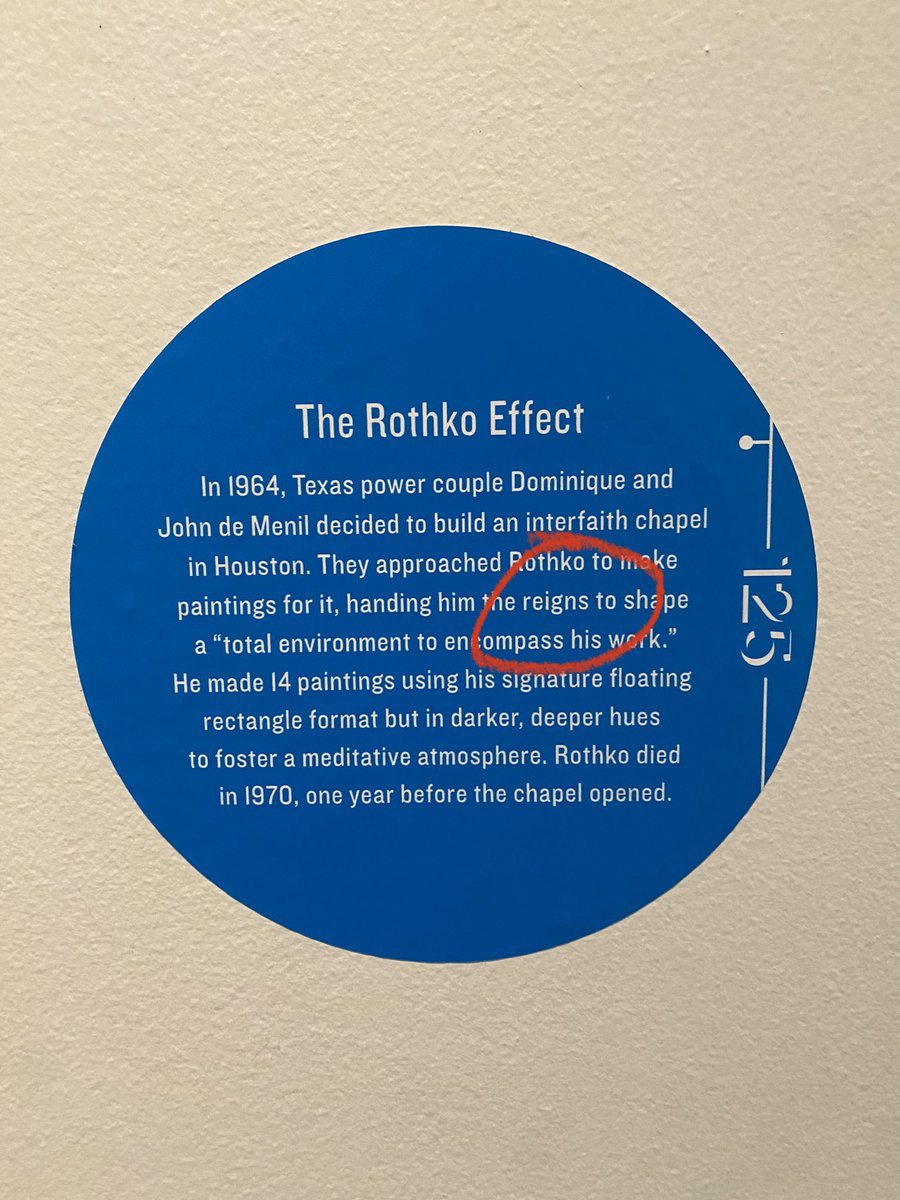 The Rothko Effect
In 1964, Texas power couple Dominique and
John de Menil decided to build an interfaith chapel
in Houston. They approached Rothko to make
paintings for it, handing him the reigns to shape
a “total environment to encompass his work.”
He made 14 paintings using his signature floating
rectangle format but in darker, deeper hues
to foster a meditative atmosphere. Rothko died
in 1970, one year before the chapel opened.
125